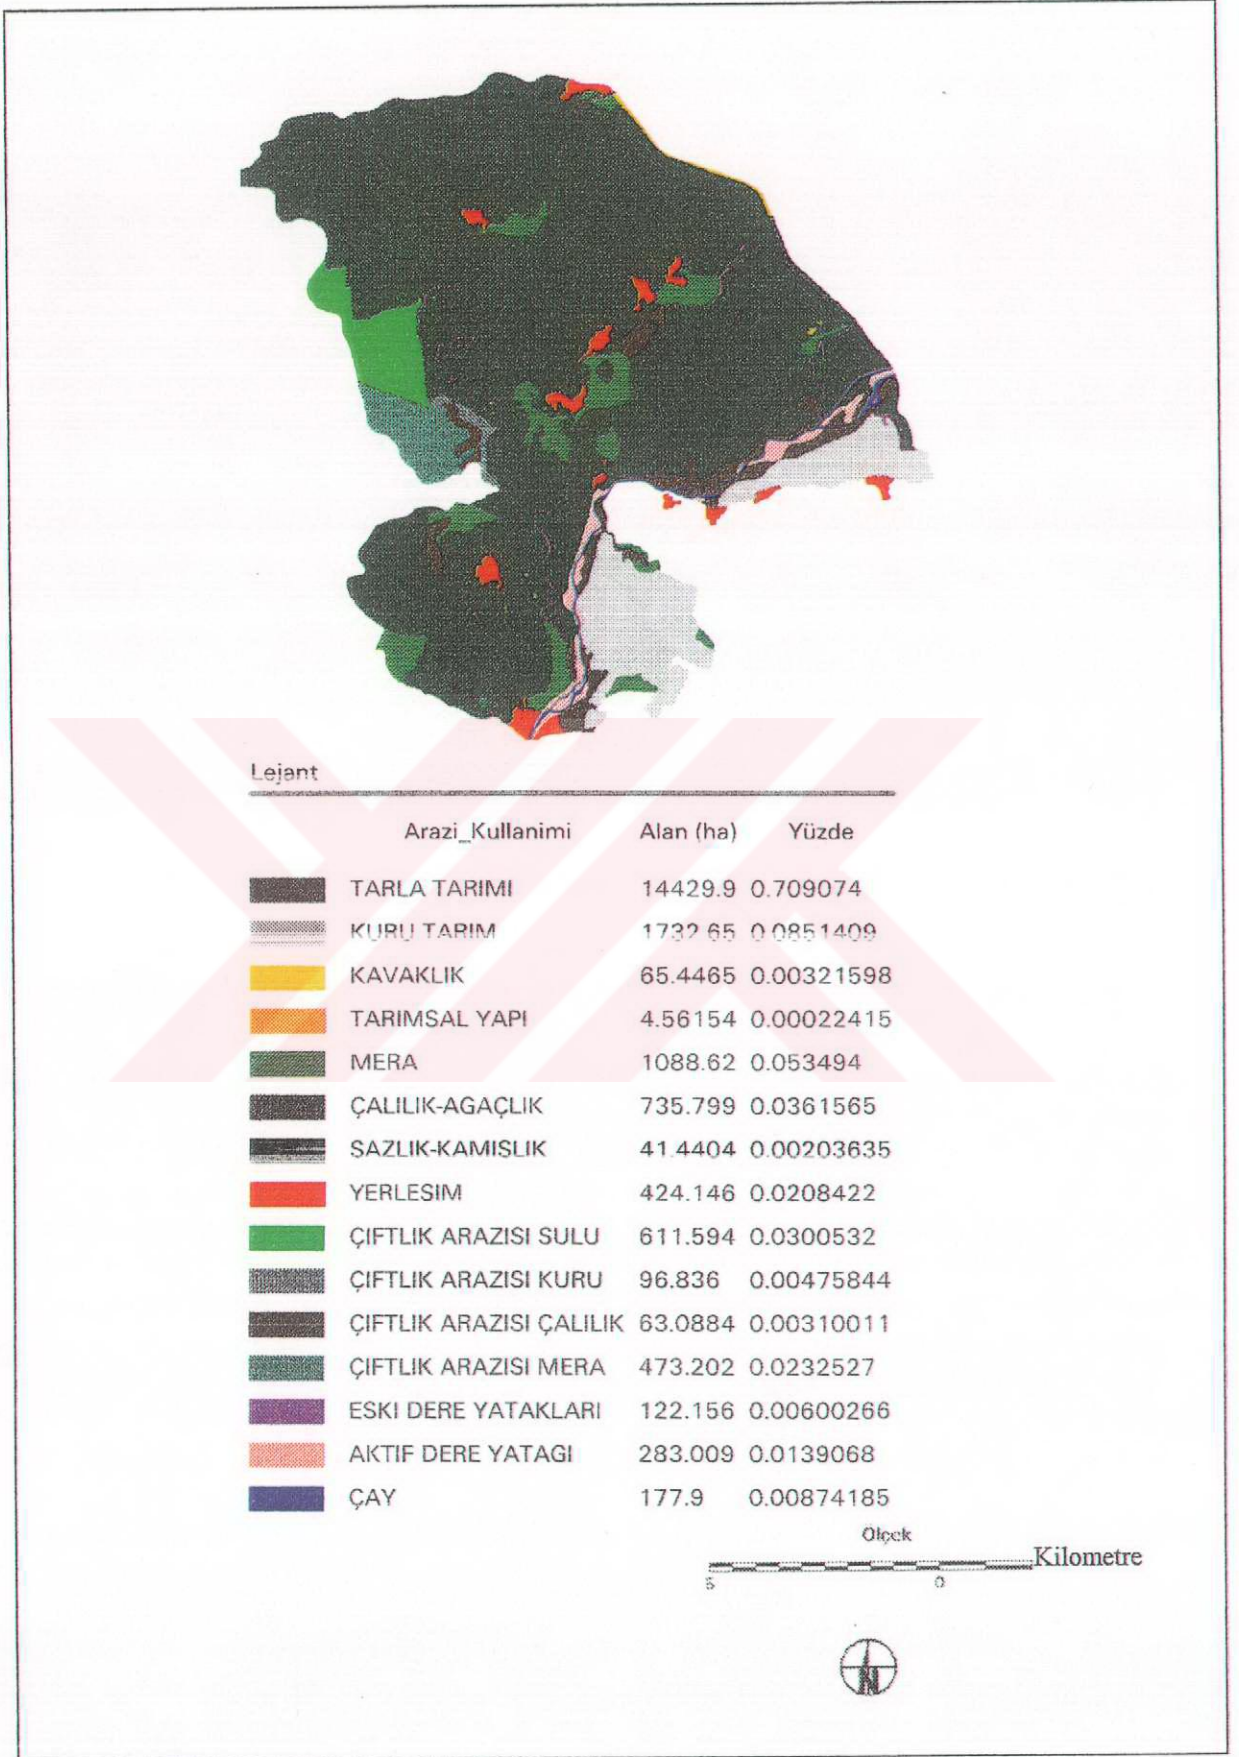 Lejant
Arazi_Kullanimi Alan (ha) Yüzde
TARLA TARIMI 14429.9 0.709074
KURU TARIM 1732.65 0.0851409
KAVAKLIK 65.4465 0.00321598
TARIMSAL YAPI 4.56154 0.00022415
MERA 1088.62 0.053494
ÇALILIK-AGAÇLIK 735.799 0.0361565
SAZLIK-KAMISLIK 41.4404 0.00203635
YERLESIM 424.146 0.0208422
ÇIFTLIK ARAZISI SULU 611.594 0.0300532
ÇIFTLIK ARAZISI KURU 96.836 0.00475844
ÇIFTLIK ARAZISI ÇALILIK 63.0884 0.00310011
ÇIFTLIK ARAZISI MERA 473.202 0.0232527
ESKI DERE YATAKLARI 122.156 0.00600266
AKTIF DERE YATAGI 283.009 0.0139068
ÇAY 177.9 0.00874185
Olçek
Kilometre
5 0
N